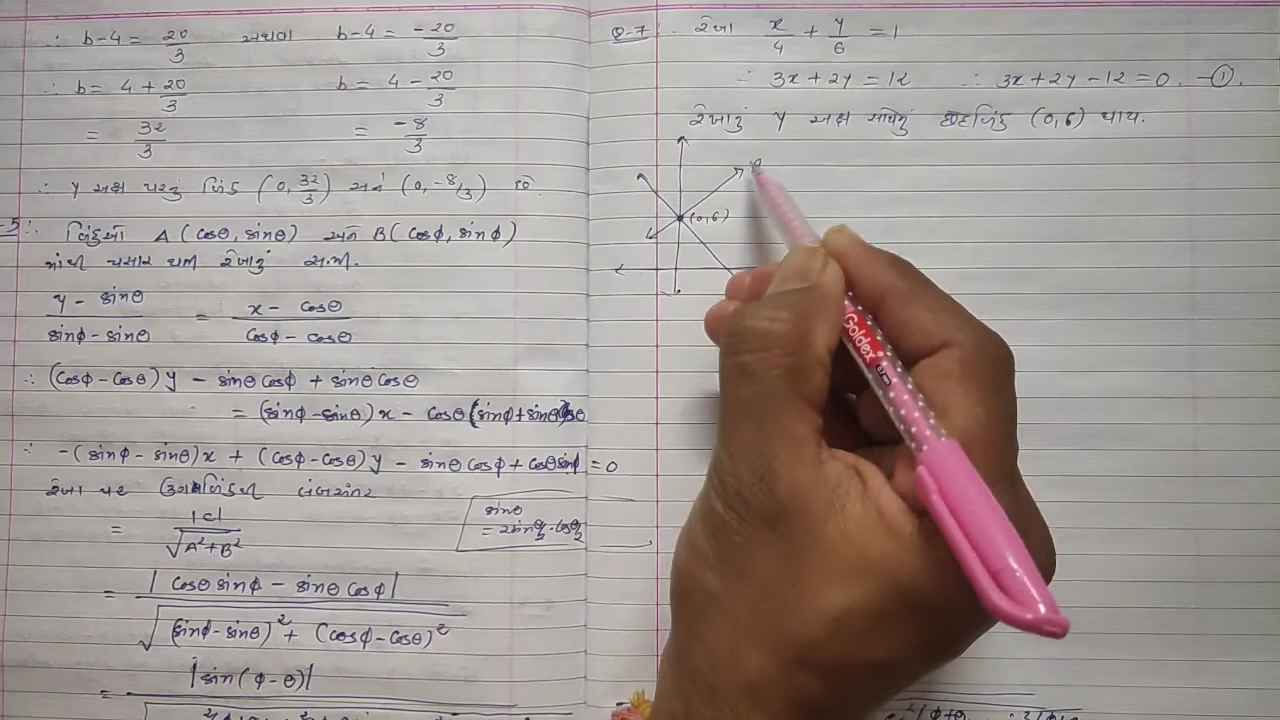 ∴ b-4 = 20/3 અથવા b-4 = -20/3
∴ b = 4 + 20/3 b = 4 - 20/3
= 32/3 = -8/3
∴ y અક્ષ પરનું બિંદુ (0, 32/3) અને (0, -8/3) છે.
-5 ∴ બિંદુઓ A (cosθ, sinθ) અને B (cosϕ, sinϕ)
માંથી પસાર થતી રેખાનું સમી.
y - sinθ / sinϕ - sinθ = x - cosθ / cosϕ - cosθ
∴ (cosϕ - cosθ) y - sinθ cosϕ + sinθ cosθ
= (sinϕ - sinθ) x - cosθ (sinϕ + sinθ)
∴ -(sinϕ - sinθ) x + (cosϕ - cosθ) y - sinθ cosϕ + cosθ sinϕ = 0
રેખા પર
= |C| / √A²+B²
sinθ
= 2sinθ/2·cosθ/2
= |cosθ sinϕ - sinθ cosϕ| / √(sinϕ - sinθ)² + (cosϕ - cosθ)²
= |sin(ϕ - θ)|
Q-7 : રેખા x/4 + y/6 = 1
∴ 3x + 2y = 12 ∴ 3x + 2y - 12 = 0. —①.
રેખાનું y અક્ષ સાથેનું છેદબિંદુ (0,6) થાય.
(0,6)
Goldex